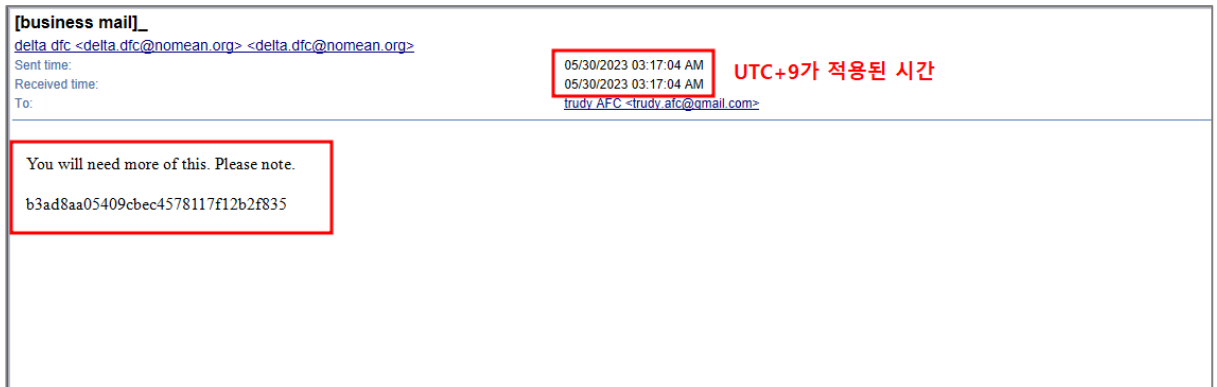 [business mail]_
delta dfc <delta.dfc@nomean.org> <delta.dfc@nomean.org>
Sent time: 05/30/2023 03:17:04 AM
UTC+9가 적용된 시간
Received time: 05/30/2023 03:17:04 AM
To: trudy AFC <trudy.afc@gmail.com>
You will need more of this. Please note.
b3ad8aa05409cbec4578117f12b2f835